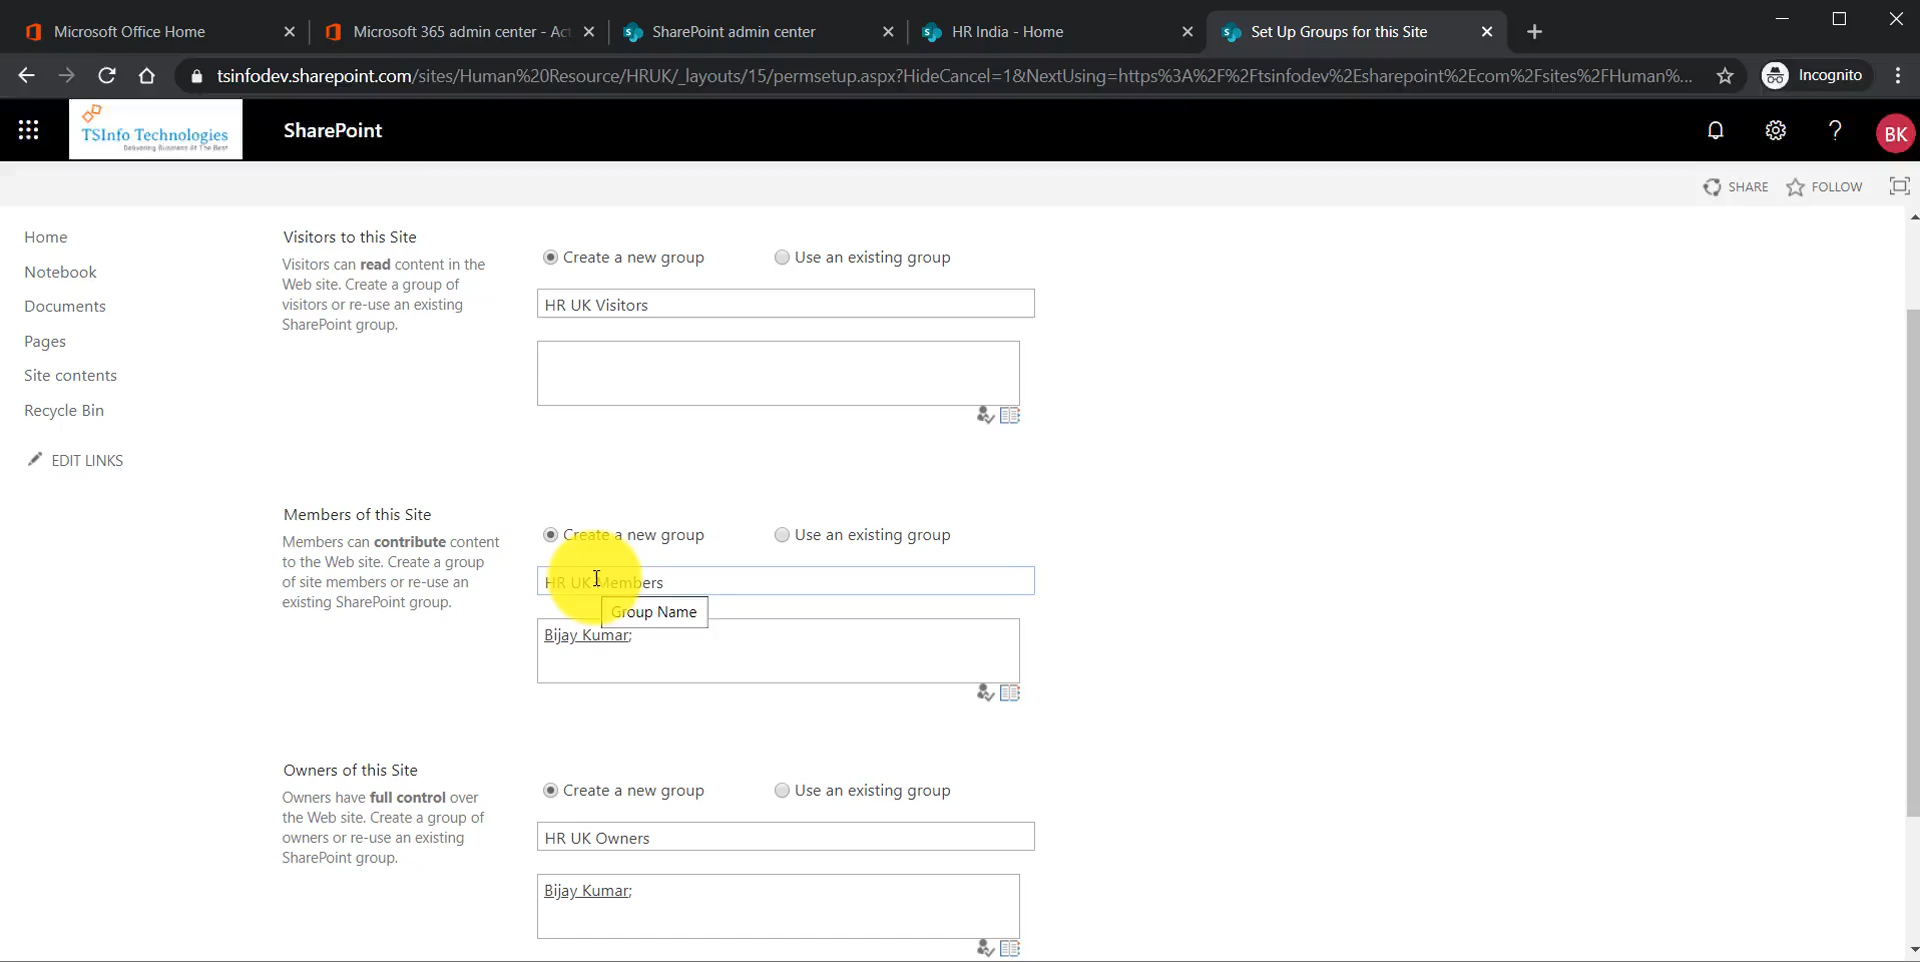 Microsoft Office Home
Microsoft 365 admin center - Act
SharePoint admin center
HR India - Home
Set Up Groups for this Site
tsinfodev.sharepoint.com/sites/Human%20Resource/HRUK/_layouts/15/permsetup.aspx?HideCancel=1&NextUsing=https%3A%2F%2Ftsinfodev%2Esharepoint%2Ecom%2Fsites%2FHuman%...
Incognito
TSInfo Technologies
Delivering Business At The Best
SharePoint
?
BK
SHARE
FOLLOW
Home
Notebook
Documents
Pages
Site contents
Recycle Bin
EDIT LINKS
Visitors to this Site
Visitors can read content in the
Web site. Create a group of
visitors or re-use an existing
SharePoint group.
Create a new group
Use an existing group
HR UK Visitors
Members of this Site
Members can contribute content
to the Web site. Create a group
of site members or re-use an
existing SharePoint group.
Create a new group
Use an existing group
HR UK Members
Group Name
Bijay Kumar;
Owners of this Site
Owners have full control over
the Web site. Create a group of
owners or re-use an existing
SharePoint group.
Create a new group
Use an existing group
HR UK Owners
Bijay Kumar;